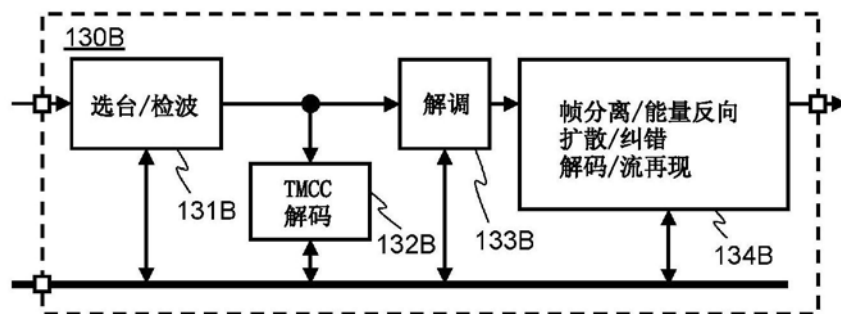 130B
选台/检波
131B
TMCC
解码
132B
解调
133B
帧分离/能量反向
扩散/纠错
解码/流再现
134B